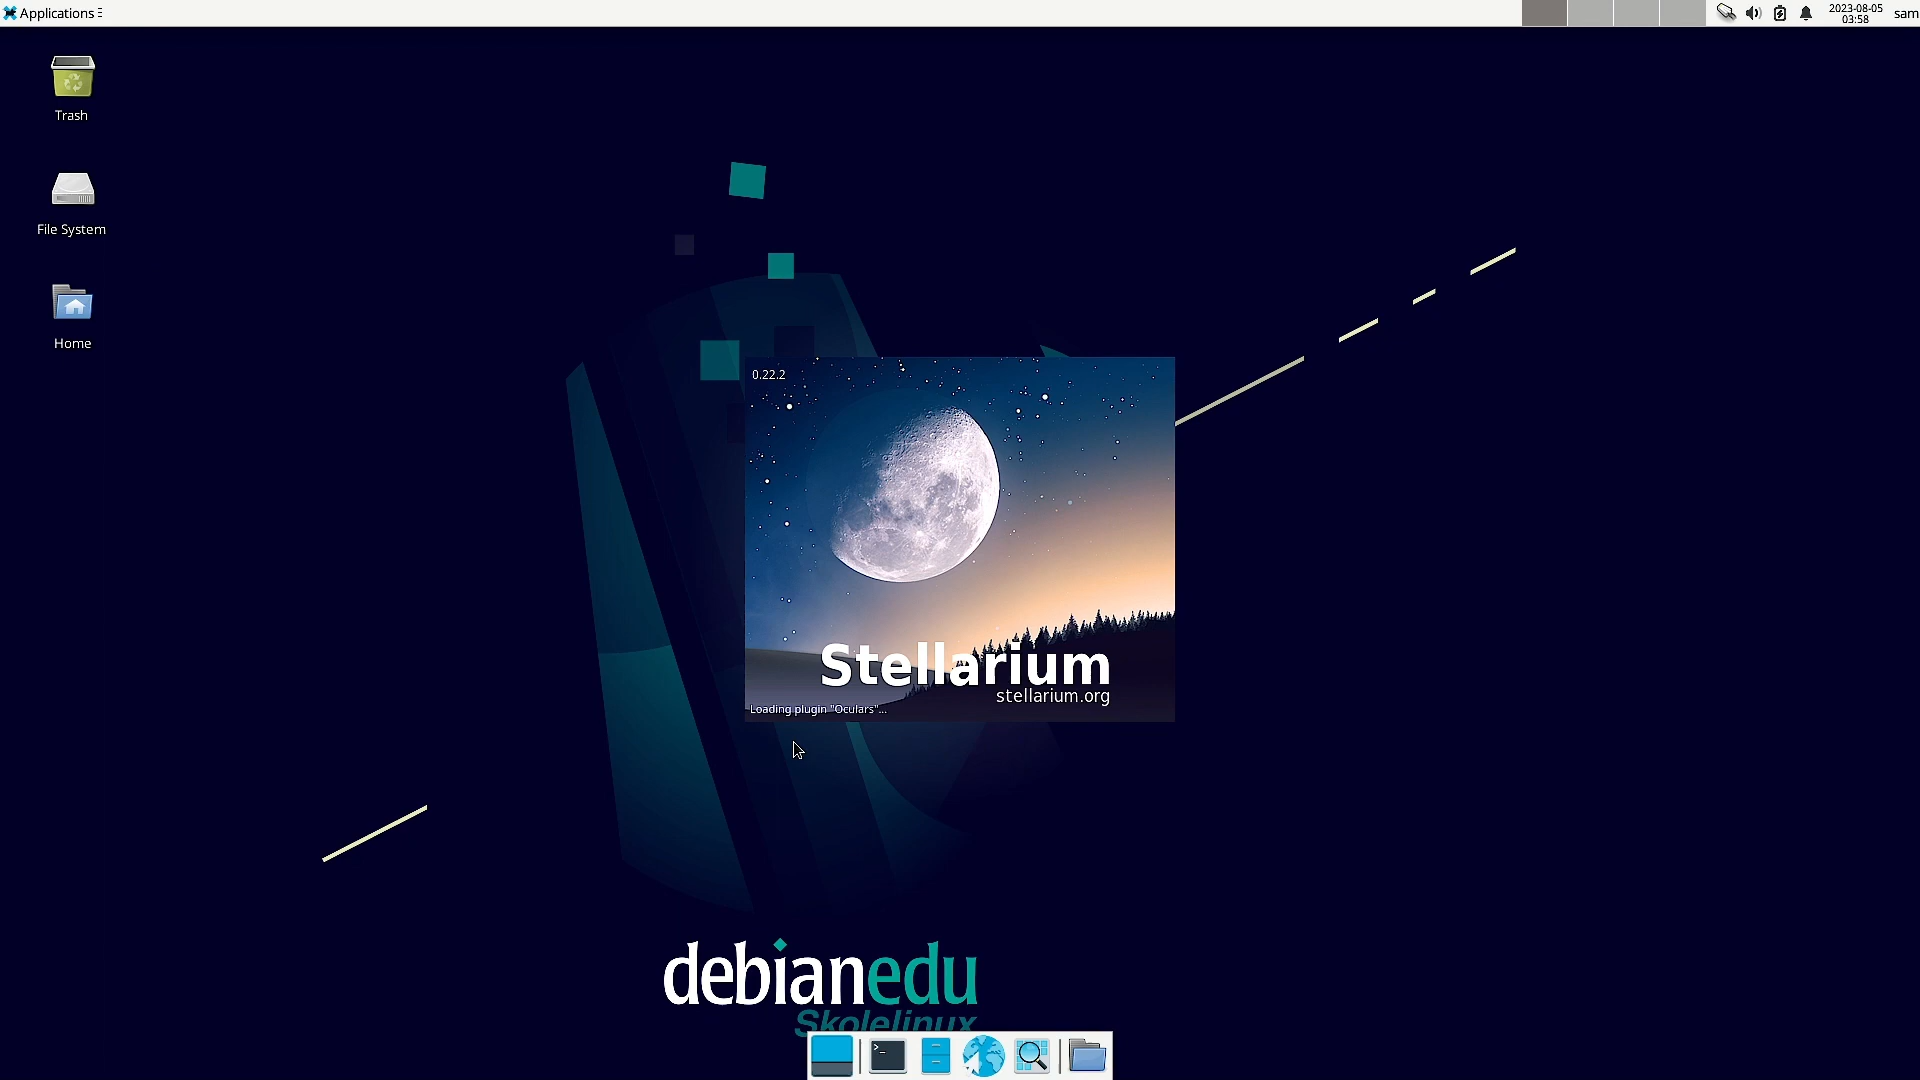 Applications
2023-08-05
03:58
sam
Trash
File System
Home
0.22.2
Stellarium
stellarium.org
Loading plugin "Oculars"...
debianedu
Skolelinux
>_